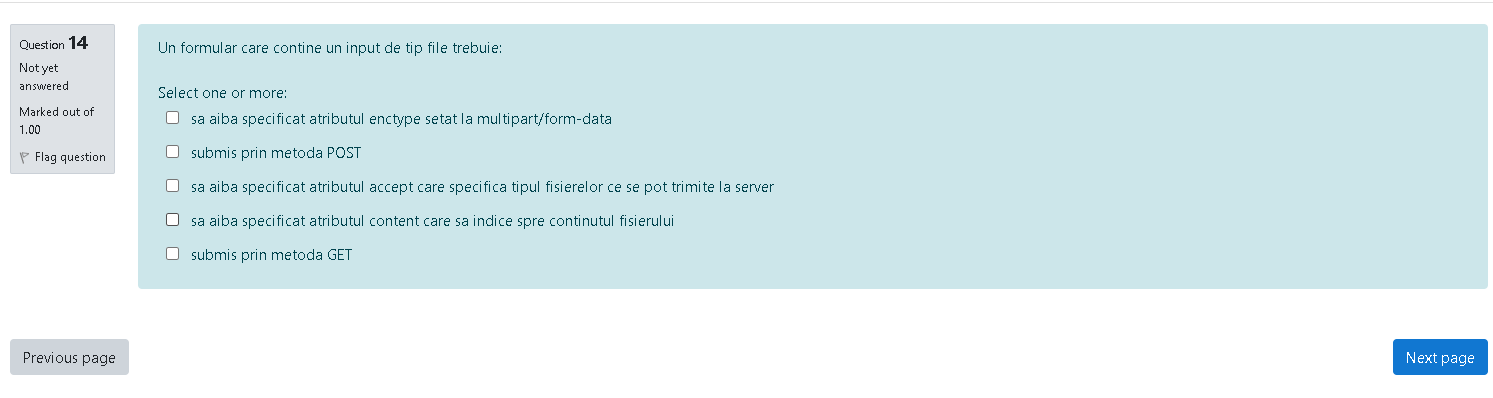 Question 14
Not yet
answered
Marked out of
1.00
Flag question
Un formular care contine un input de tip file trebuie:
Select one or more:
sa aiba specificat atributul enctype setat la multipart/form-data
submis prin metoda POST
sa aiba specificat atributul accept care specifica tipul fisierelor ce se pot trimite la server
sa aiba specificat atributul content care sa indice spre continutul fisierului
submis prin metoda GET
Previous page
Next page